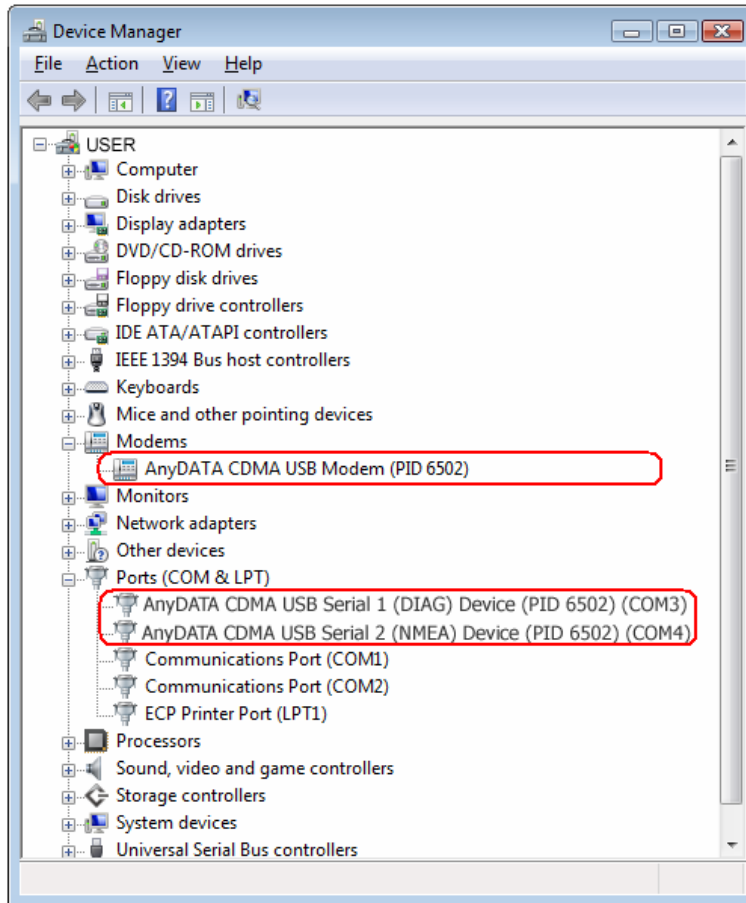 Device Manager
File Action View Help
USER
Computer
Disk drives
Display adapters
DVD/CD-ROM drives
Floppy disk drives
Floppy drive controllers
IDE ATA/ATAPI controllers
IEEE 1394 Bus host controllers
Keyboards
Mice and other pointing devices
Modems
AnyDATA CDMA USB Modem (PID 6502)
Monitors
Network adapters
Other devices
Ports (COM & LPT)
AnyDATA CDMA USB Serial 1 (DIAG) Device (PID 6502) (COM3)
AnyDATA CDMA USB Serial 2 (NMEA) Device (PID 6502) (COM4)
Communications Port (COM1)
Communications Port (COM2)
ECP Printer Port (LPT1)
Processors
Sound, video and game controllers
Storage controllers
System devices
Universal Serial Bus controllers